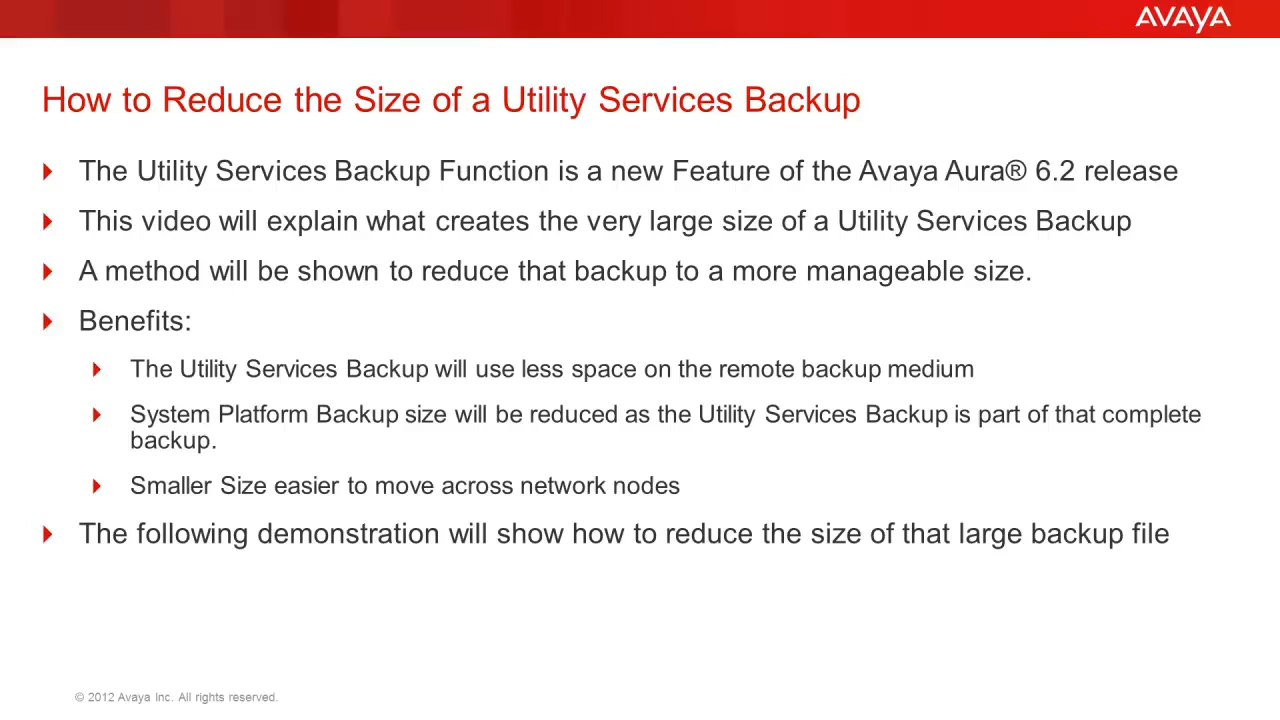 AVAYA
How to Reduce the Size of a Utility Services Backup
The Utility Services Backup Function is a new Feature of the Avaya Aura® 6.2 release
This video will explain what creates the very large size of a Utility Services Backup
A method will be shown to reduce that backup to a more manageable size.
Benefits:
The Utility Services Backup will use less space on the remote backup medium
System Platform Backup size will be reduced as the Utility Services Backup is part of that complete
backup.
Smaller Size easier to move across network nodes
The following demonstration will show how to reduce the size of that large backup file
© 2012 Avaya Inc. All rights reserved.